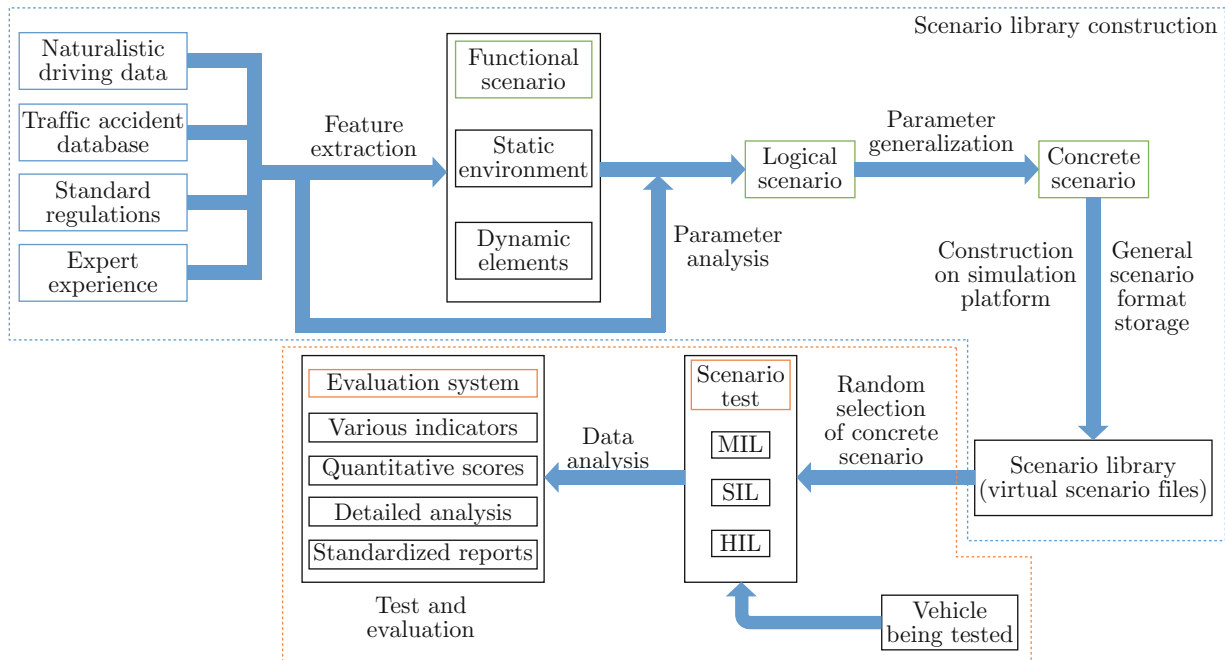 Scenario library construction
Naturalistic
driving data
Traffic accident
database
Standard
regulations
Expert
experience
Feature
extraction
Functional
scenario
Static
environment
Dynamic
elements
Parameter
analysis
Logical
scenario
Parameter
generalization
Concrete
scenario
Construction
on simulation
platform
General
scenario
format
storage
Scenario library
(virtual scenario files)
Random
selection
of concrete
scenario
Scenario
test
MIL
SIL
HIL
Vehicle
being tested
Data
analysis
Evaluation system
Various indicators
Quantitative scores
Detailed analysis
Standardized reports
Test and
evaluation